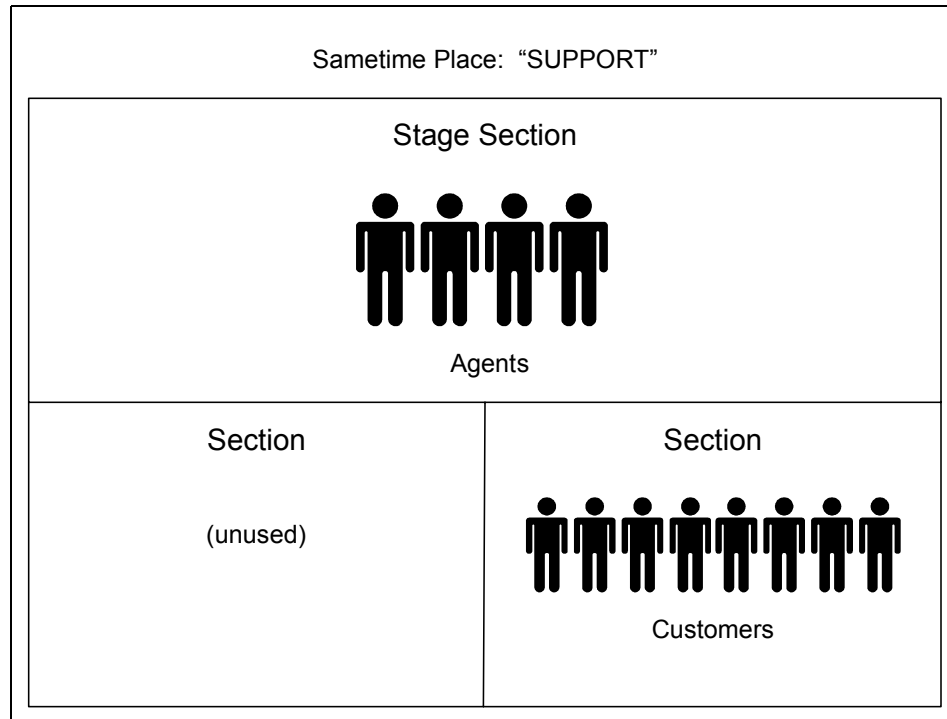 Sametime Place:  “SUPPORT”
Stage Section
Agents
Section
(unused)
Section
Customers